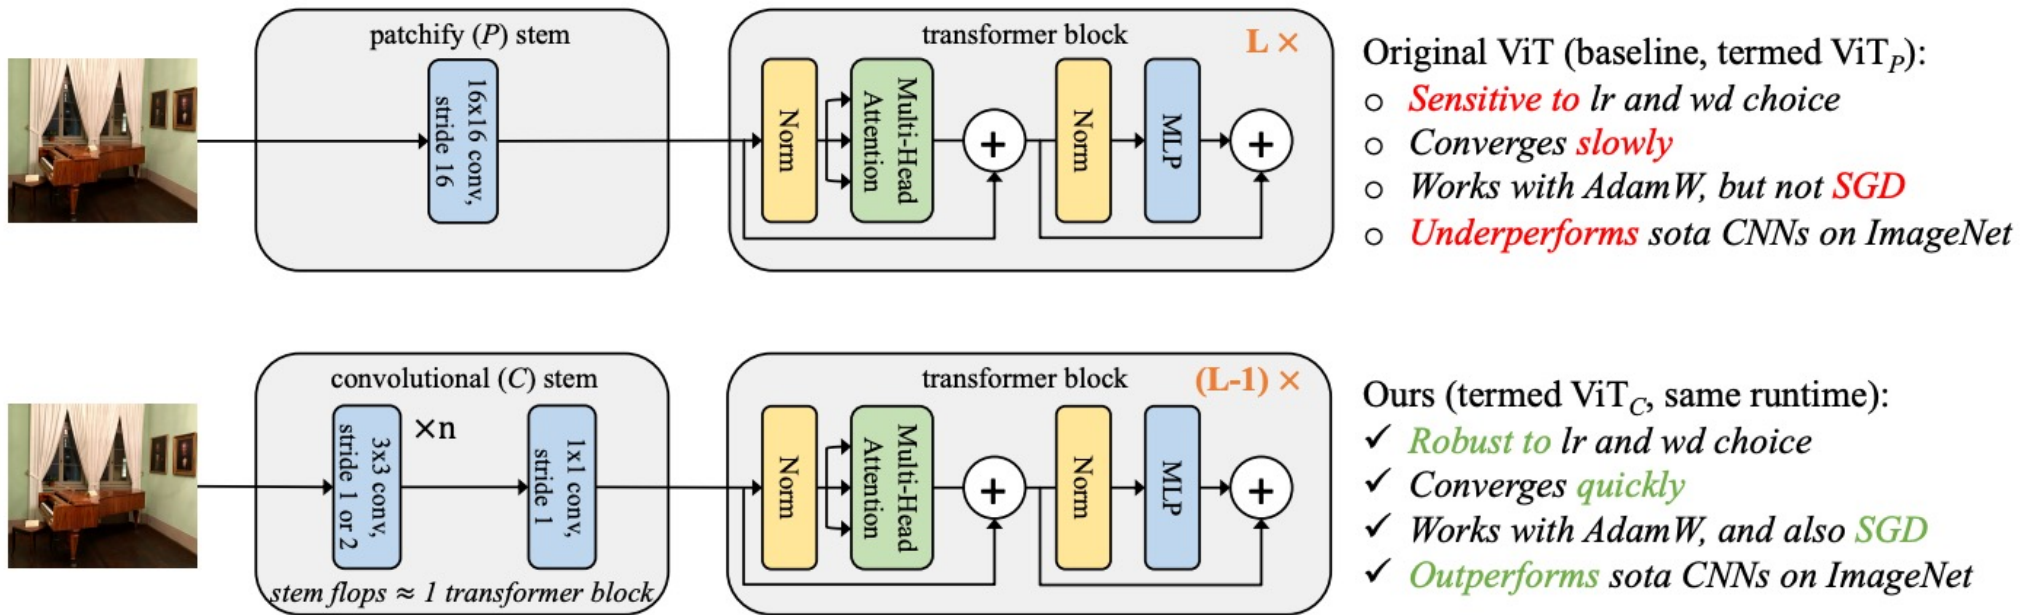 patchify (P) stem
16x16 conv,
stride 16
transformer block
L ×
Norm
Multi-Head
Attention
+
Norm
MLP
+
Original ViT (baseline, termed ViTP):
○ Sensitive to lr and wd choice
○ Converges slowly
○ Works with AdamW, but not SGD
○ Underperforms sota CNNs on ImageNet
convolutional (C) stem
3x3 conv,
stride 1 or 2
×n
1x1 conv,
stride 1
stem flops ≈ 1 transformer block
transformer block
(L-1) ×
Norm
Multi-Head
Attention
+
Norm
MLP
+
Ours (termed ViTC, same runtime):
✓ Robust to lr and wd choice
✓ Converges quickly
✓ Works with AdamW, and also SGD
✓ Outperforms sota CNNs on ImageNet